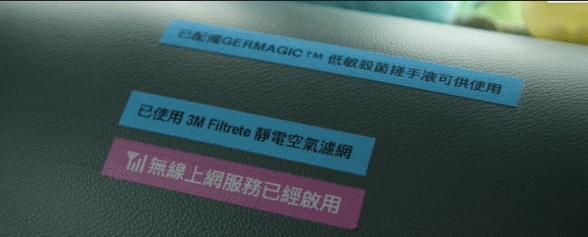 已配備GERMAGIC™ 低敏殺菌搓手液可供使用
已使用 3M Filtrete 靜電空氣濾網
無線上網服務已經啟用